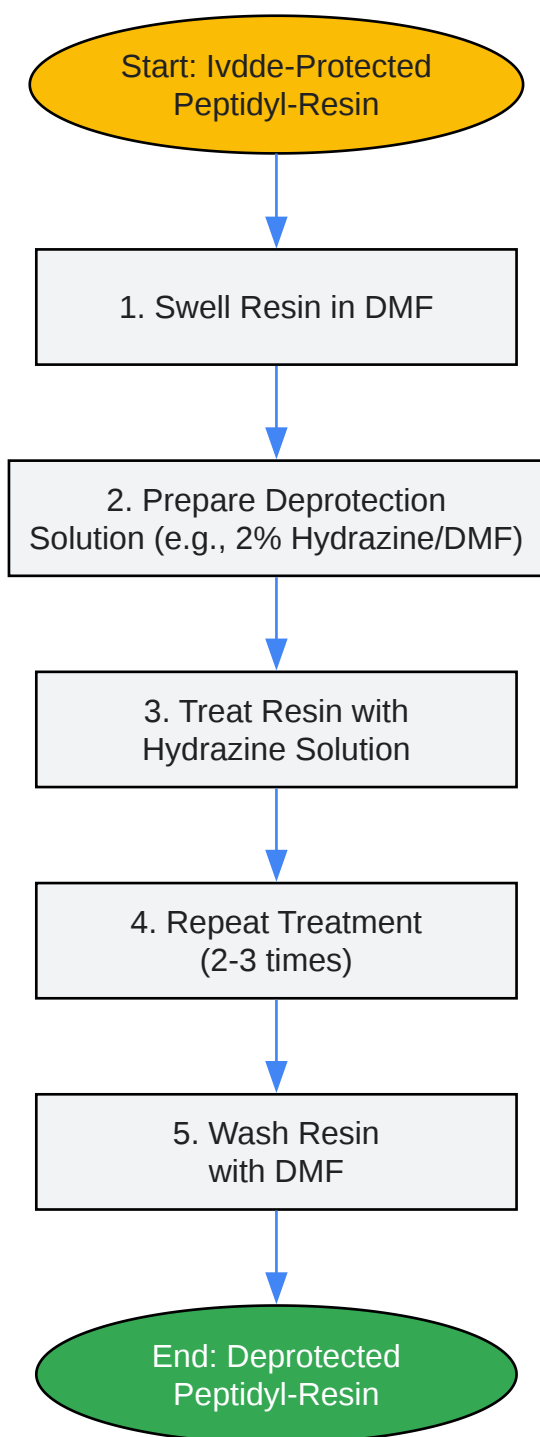 Start: Ivdde-Protected
Peptidyl-Resin
1. Swell Resin in DMF
2. Prepare Deprotection
Solution (e.g., 2% Hydrazine/DMF)
3. Treat Resin with
Hydrazine Solution
4. Repeat Treatment
(2-3 times)
5. Wash Resin
with DMF
End: Deprotected
Peptidyl-Resin